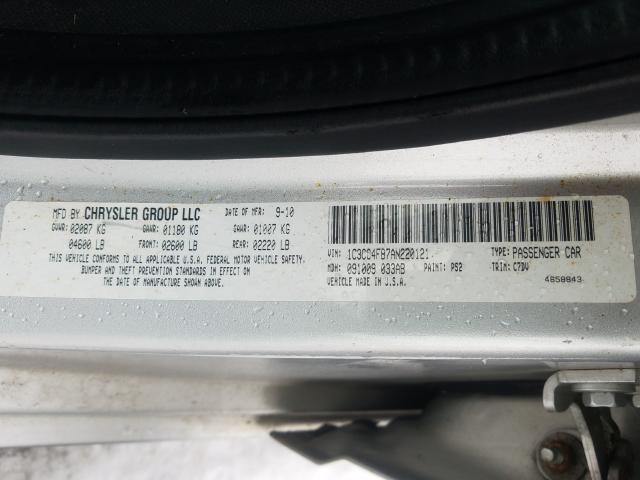 MFD BY CHRYSLER GROUP LLC DATE OF MFR: 9-10
GVWR: 02087 KG GAWR: 01180 KG GAWR: 01007 KG
04600 LB FRONT: 02600 LB REAR: 02220 LB
THIS VEHICLE CONFORMS TO ALL APPLICABLE U.S.A. FEDERAL MOTOR VEHICLE SAFETY,
BUMPER AND THEFT PREVENTION STANDARDS IN EFFECT ON
THE DATE OF MANUFACTURE SHOWN ABOVE.
VIN: 1C3CC4FB7AN220121 TYPE: PASSENGER CAR
MDH: 091009 033AB PAINT: PS2 TRIM: C7DV
VEHICLE MADE IN U.S.A. 4658843